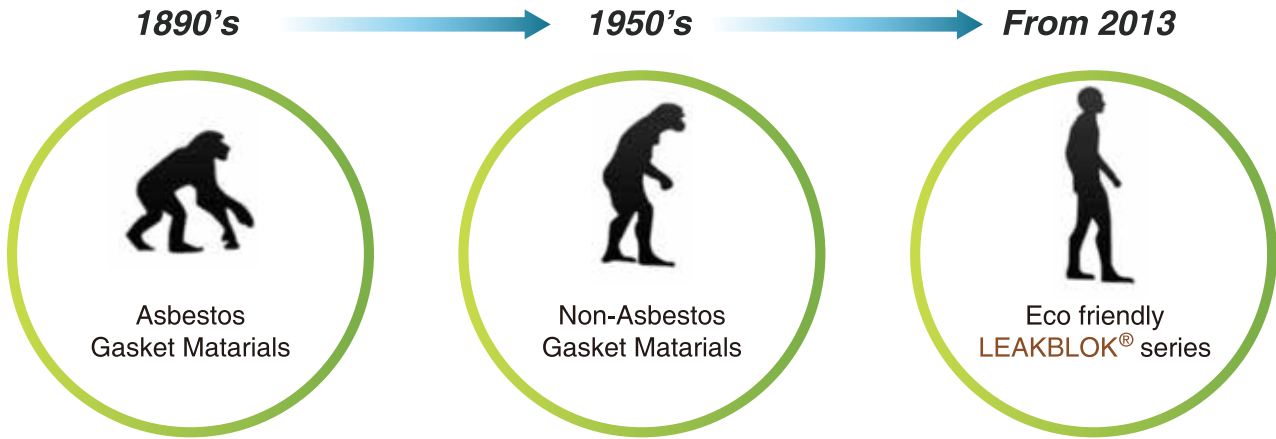 1890’s
1950’s
From 2013
Asbestos
Gasket Matarials
Non-Asbestos
Gasket Matarials
Eco friendly
LEAKBLOK® series